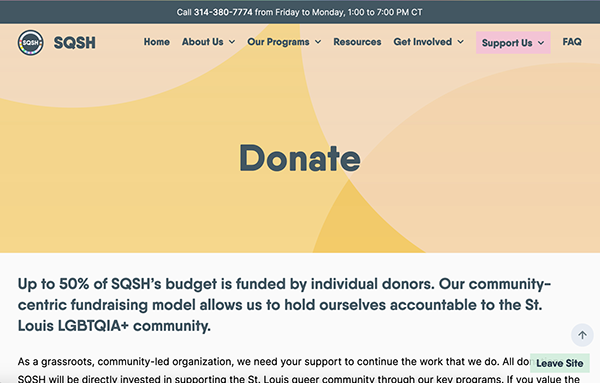 Call 314-380-7774 from Friday to Monday, 1:00 to 7:00 PM CT
SQSH SQSH Home About Us Our Programs Resources Get Involved Support Us FAQ
Donate
Up to 50% of SQSH’s budget is funded by individual donors. Our community-
centric fundraising model allows us to hold ourselves accountable to the St.
Louis LGBTQIA+ community.
As a grassroots, community-led organization, we need your support to continue the work that we do. All
Leave Site
SQSH will be directly invested in supporting the St. Louis queer community through our key programs. If you value the